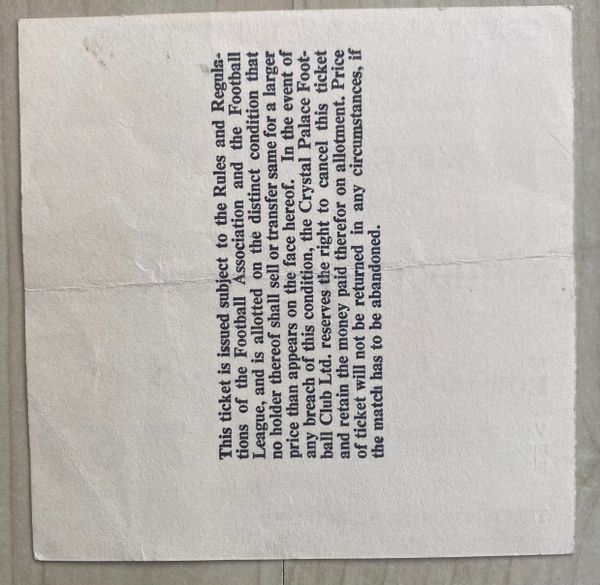 This ticket is issued subject to the Rules and Regula-
tions of the Football Association and the Football
League, and is allotted on the distinct condition that
no holder thereof shall sell or transfer same for a larger
price than appears on the face hereof. In the event of
any breach of this condition, the Crystal Palace Foot-
ball Club Ltd. reserves the right to cancel this ticket
and retain the money paid therefor on allotment. Price
of ticket will not be returned in any circumstances, if
the match has to be abandoned.